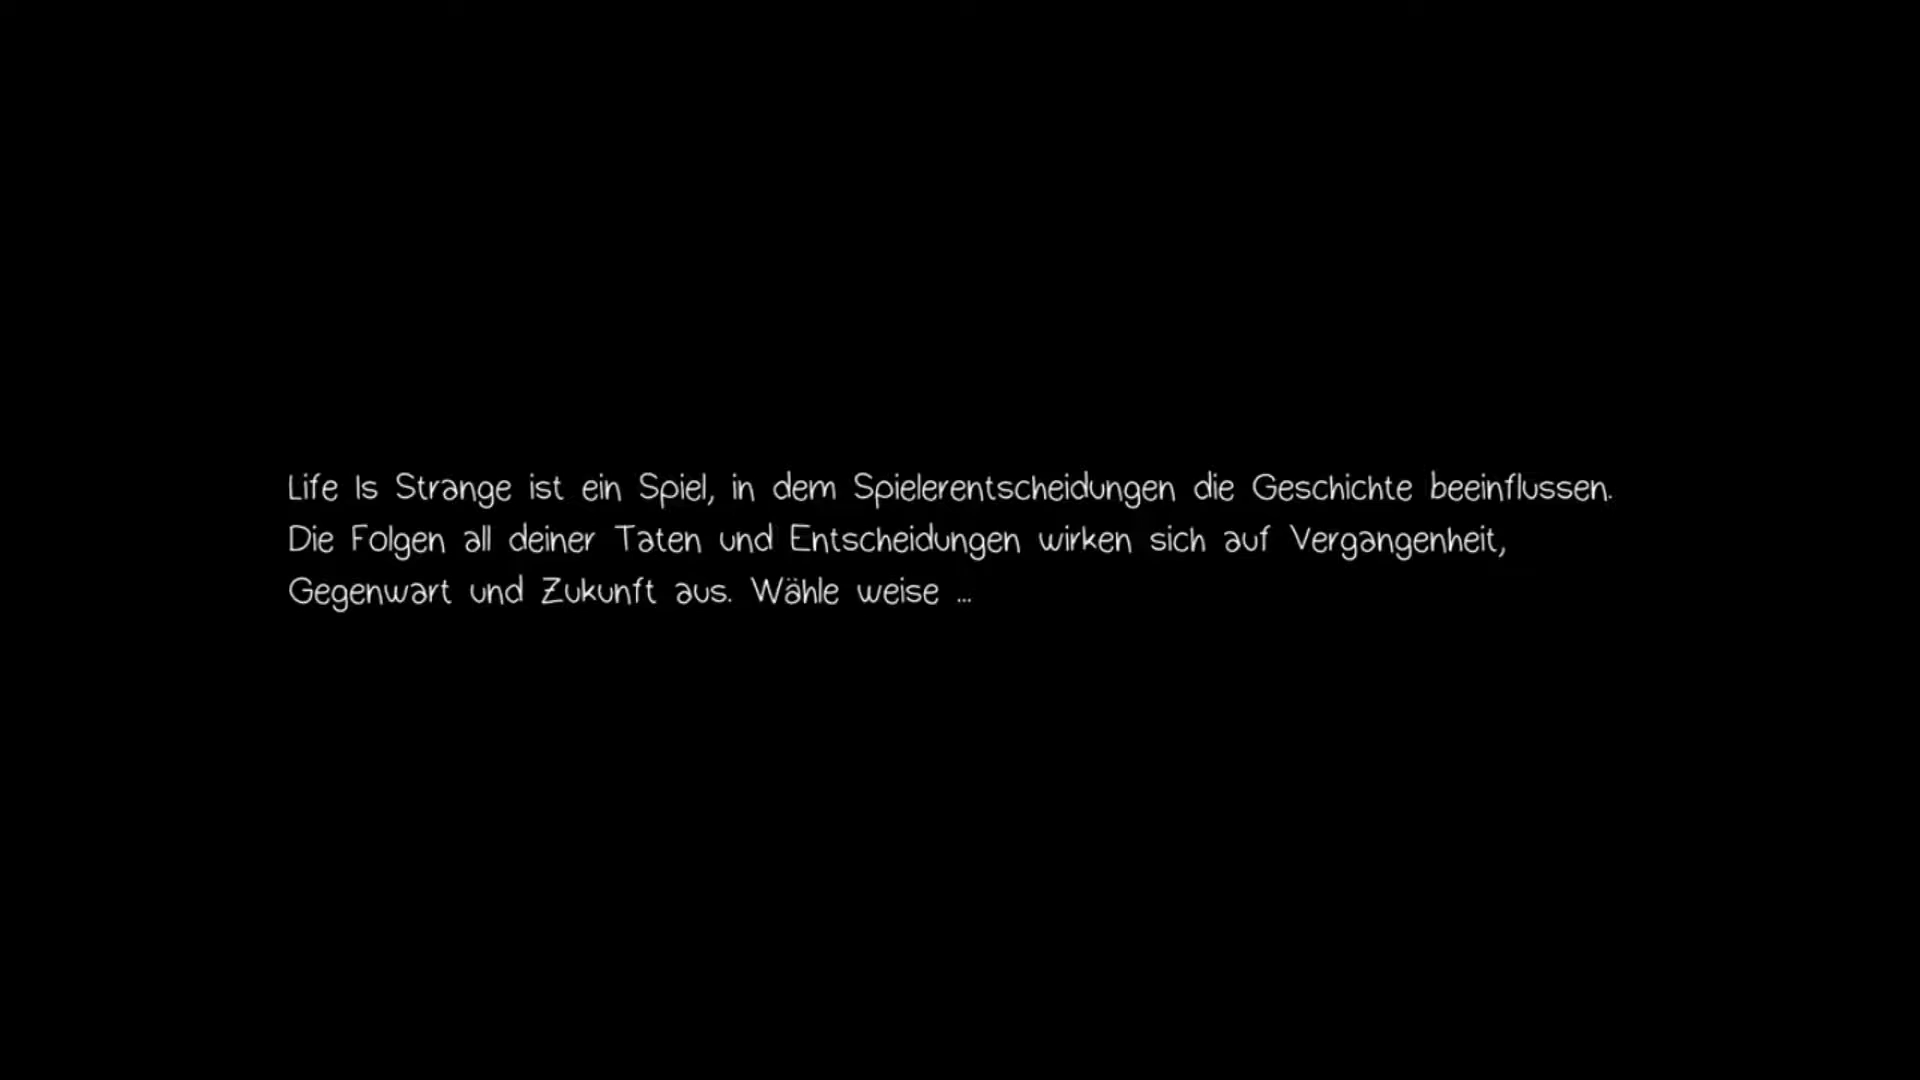 Life Is Strange ist ein Spiel, in dem Spielerentscheidungen die Geschichte beeinflussen.
Die Folgen all deiner Taten und Entscheidungen wirken sich auf Vergangenheit,
Gegenwart und Zukunft aus. Wähle weise ...